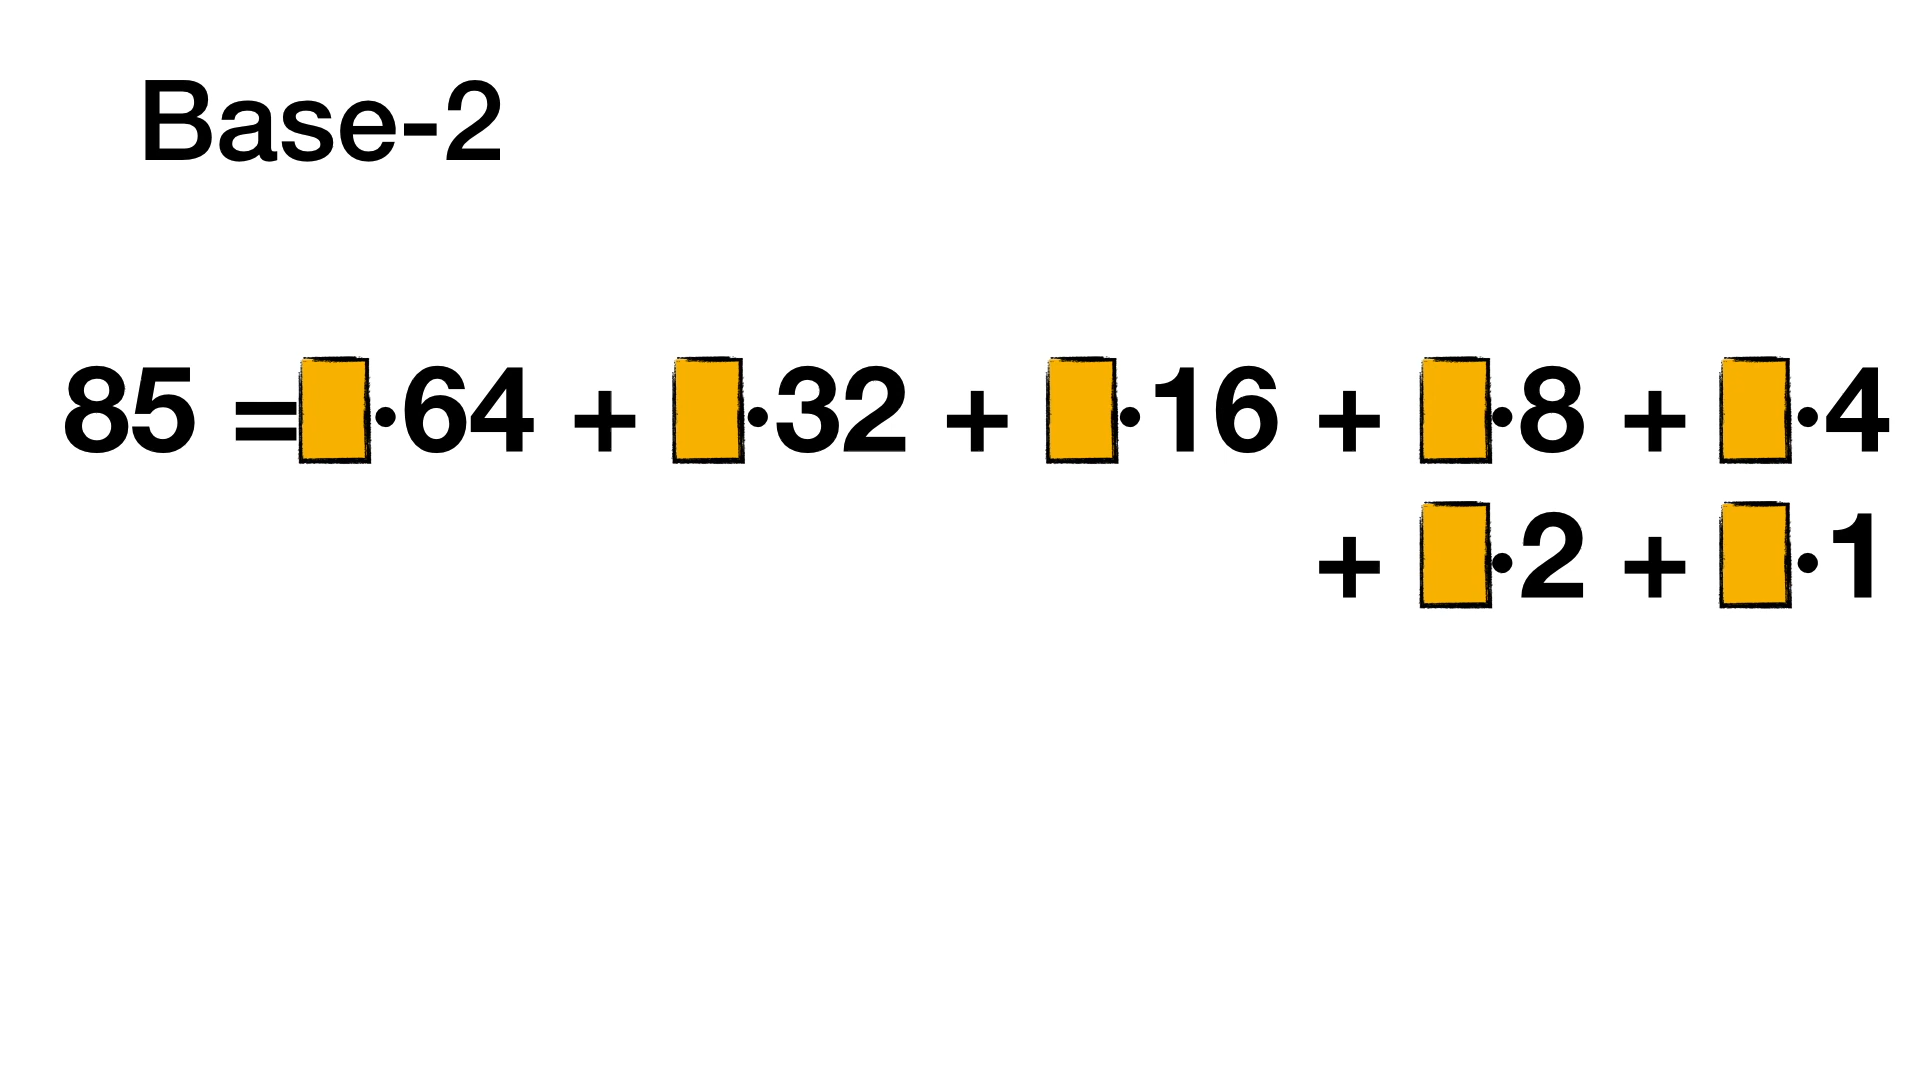 Base-2
85 = ·64 + ·32 + ·16 + ·8 + ·4
+ ·2 + ·1